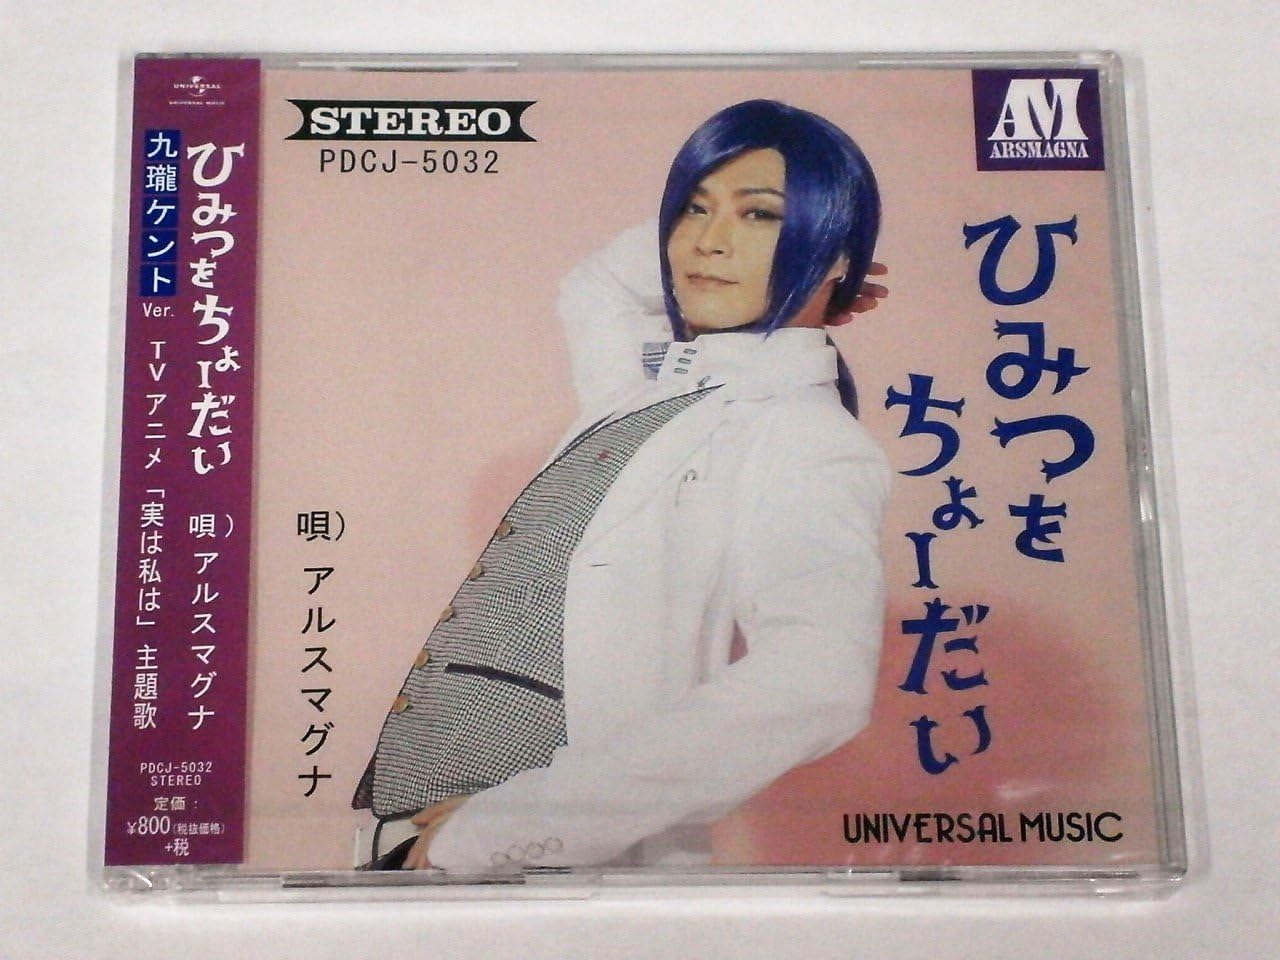 UNIVERSAL
UNIVERSAL MUSIC
ひみつをちょーだい 唄）アルスマグナ
九瓏ケント Ver. TVアニメ「実は私は」主題歌
PDCJ-5032
STEREO
定価：
¥800(税抜価格)
+税
STEREO
PDCJ-5032
AM
ARSMAGNA
ひみつを
ちょーだい
唄）アルスマグナ
UNIVERSAL MUSIC